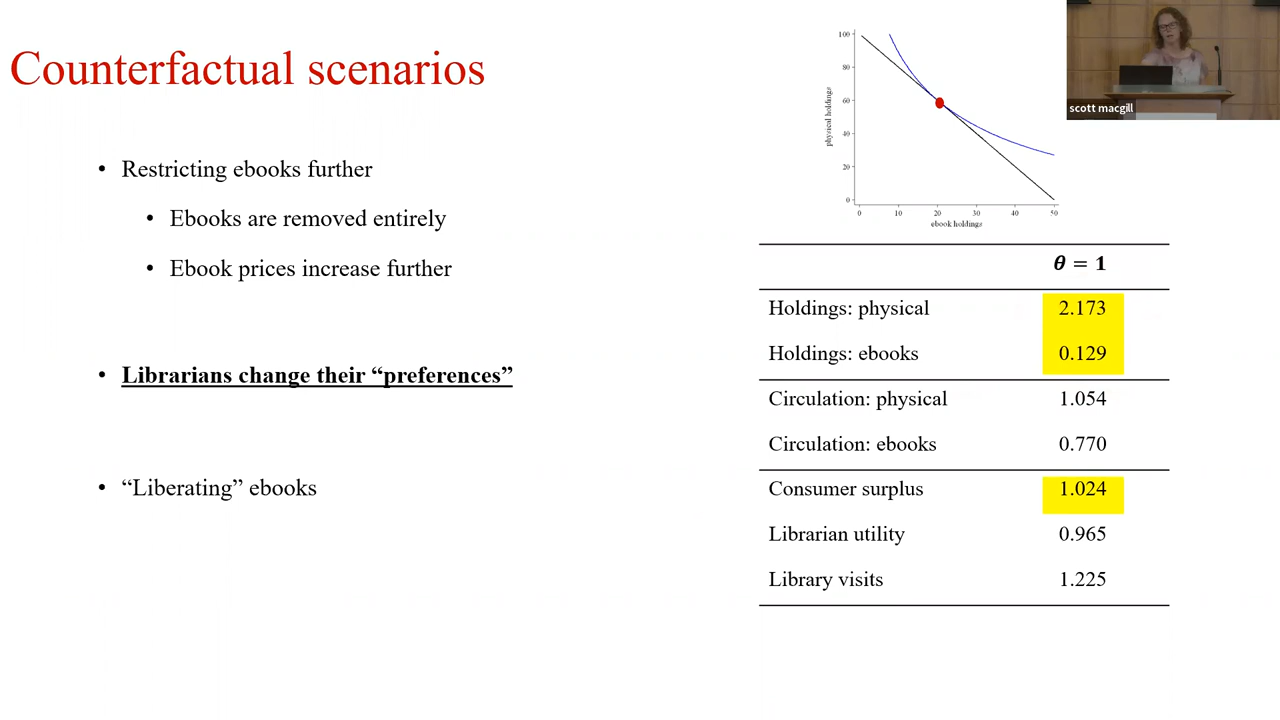 Counterfactual scenarios
• Restricting ebooks further
• Ebooks are removed entirely
• Ebook prices increase further
• Librarians change their “preferences”
• “Liberating” ebooks
100
80
60
40
20
0
physical holdings
0 10 20 30 40 50
ebook holdings
scott macgill
θ = 1
Holdings: physical 2.173
Holdings: ebooks 0.129
Circulation: physical 1.054
Circulation: ebooks 0.770
Consumer surplus 1.024
Librarian utility 0.965
Library visits 1.225